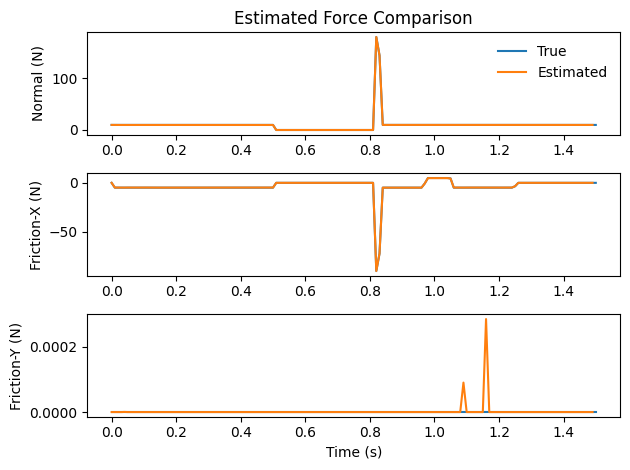 Estimated Force Comparison
Normal (N)
100
0
True
Estimated
0.0 0.2 0.4 0.6 0.8 1.0 1.2 1.4
Friction-X (N)
0
−50
0.0 0.2 0.4 0.6 0.8 1.0 1.2 1.4
Friction-Y (N)
0.0002
0.0000
0.0 0.2 0.4 0.6 0.8 1.0 1.2 1.4
Time (s)